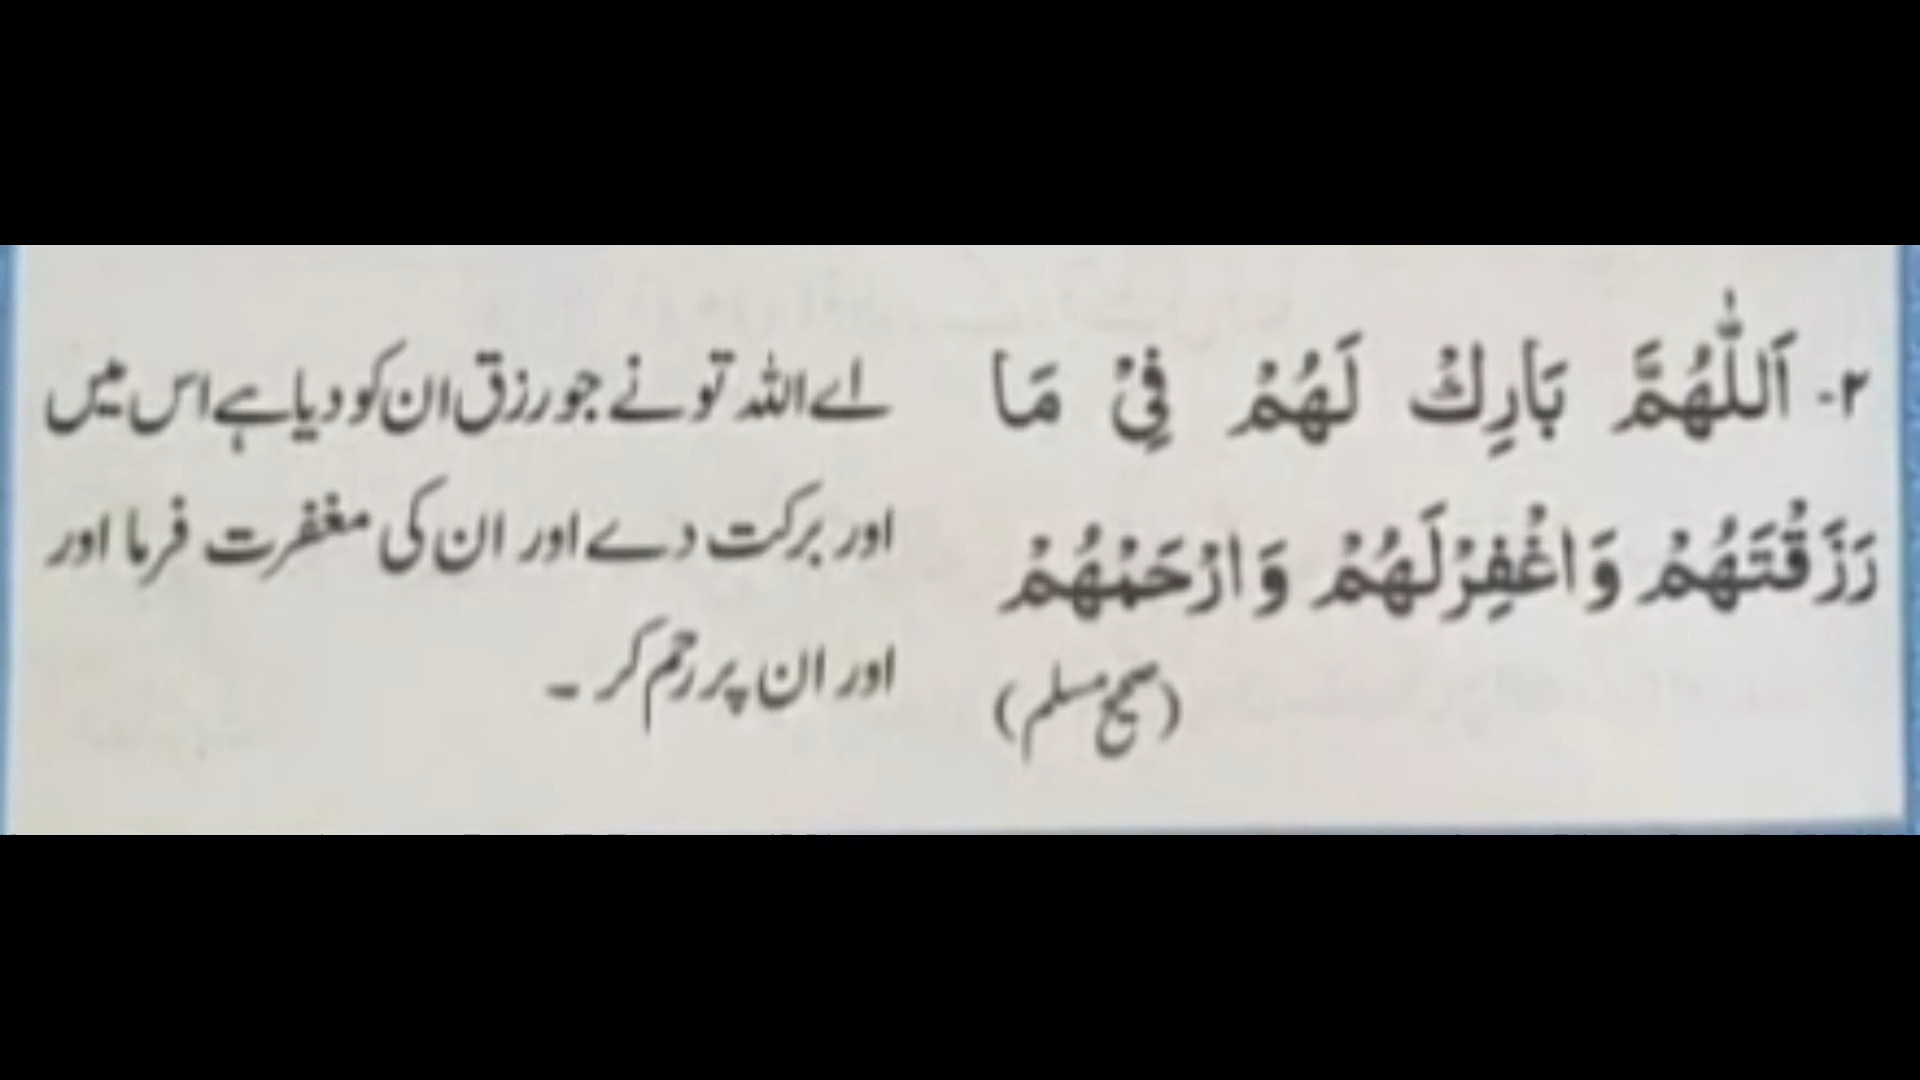 ۲- اَللّٰهُمَّ بَارِكْ لَهُمْ فِيْ مَا
رَزَقْتَهُمْ وَاغْفِرْلَهُمْ وَارْحَمْهُمْ
(صحیح مسلم)
اے اللہ تو نے جو رزق ان کو دیا ہے اس میں
اور برکت دے اور ان کی مغفرت فرما اور
اور ان پر رحم کر ۔